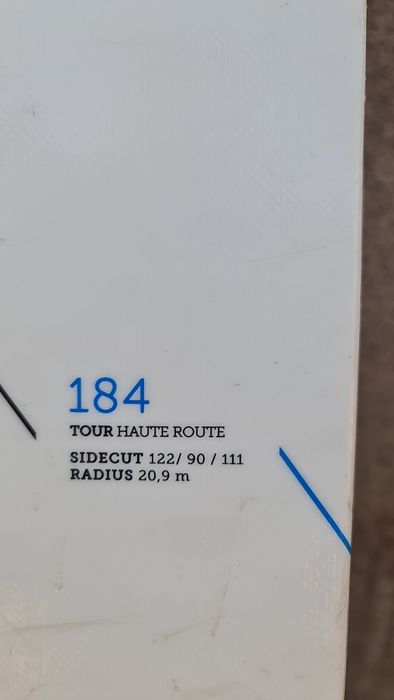 184
TOUR HAUTE ROUTE
SIDECUT 122/ 90 / 111
RADIUS 20,9 m